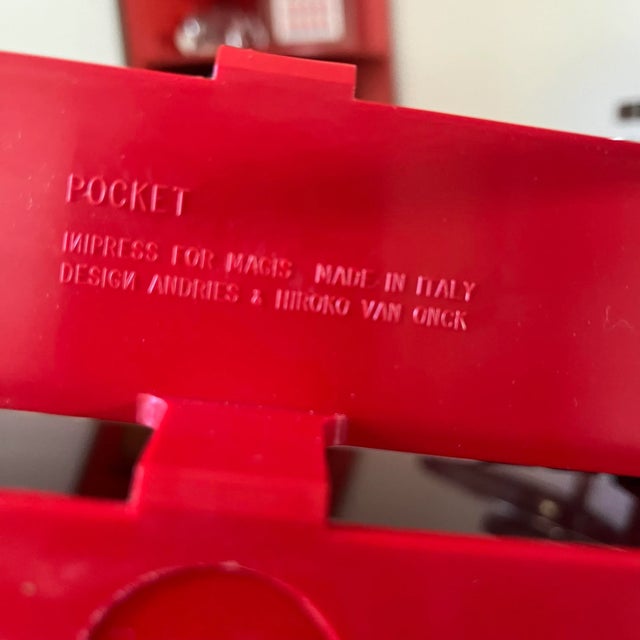 POCKET
INIPRESS FOR MAGIS MADE IN ITALY
DESIGN ANDRIES & HIROKO VAN ONCK